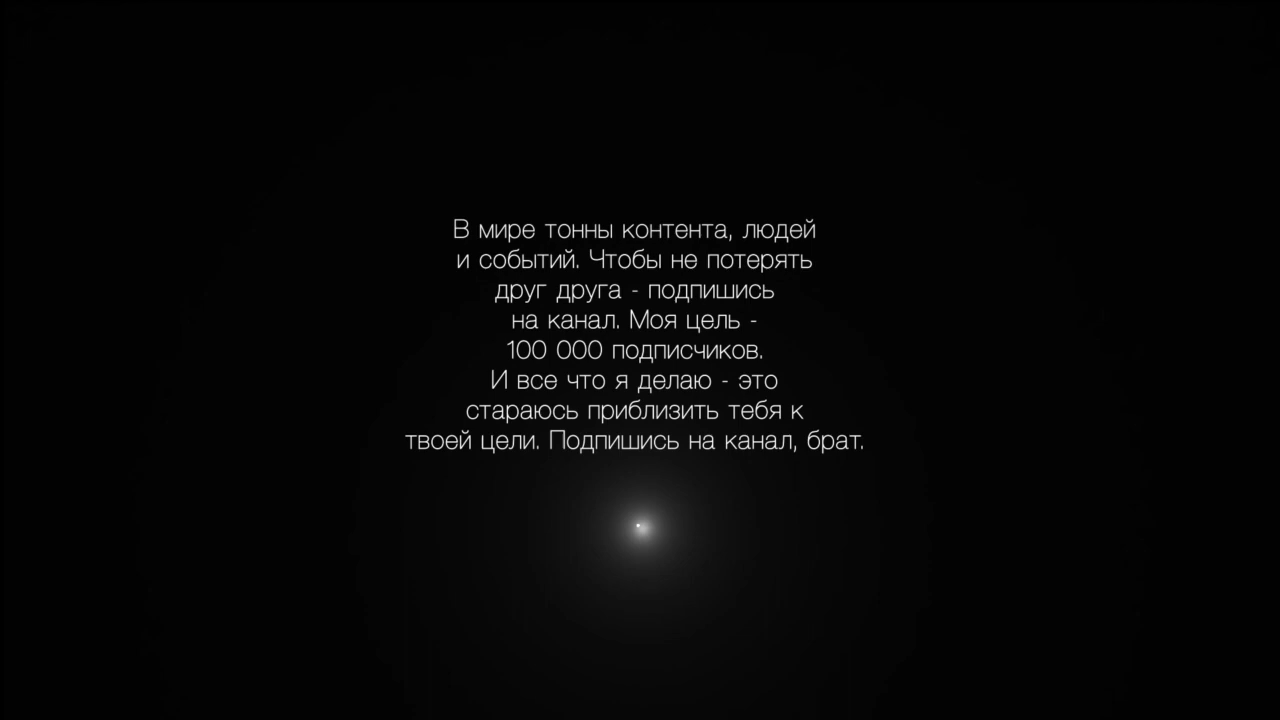 В мире тонны контента, людей
и событий. Чтобы не потерять
друг друга - подпишись
на канал. Моя цель -
100 000 подписчиков.
И все что я делаю - это
стараюсь приблизить тебя к
твоей цели. Подпишись на канал, брат.